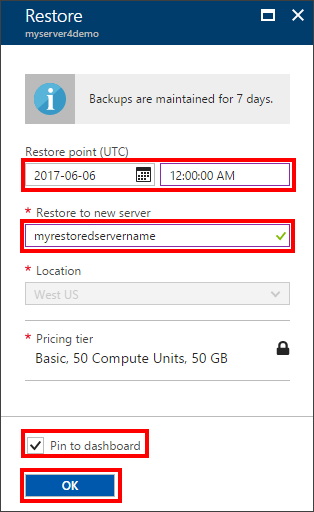 Restore
myserver4demo
Backups are maintained for 7 days.
Restore point (UTC)
2017-06-06 12:00:00 AM
* Restore to new server
myrestoredservername
* Location
West US
* Pricing tier
Basic, 50 Compute Units, 50 GB
Pin to dashboard
OK